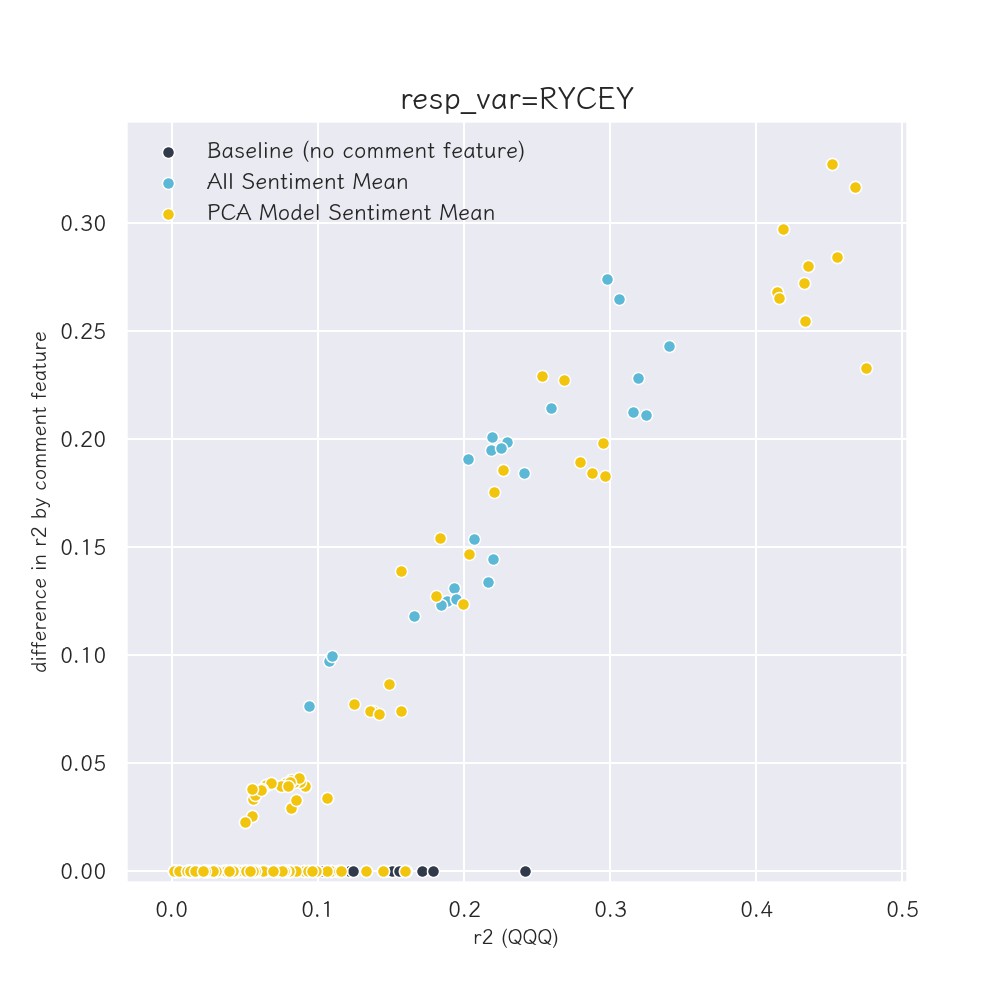 resp_var=RYCEY
Baseline (no comment feature)
All Sentiment Mean
PCA Model Sentiment Mean
difference in r2 by comment feature
0.30
0.25
0.20
0.15
0.10
0.05
0.00
0.0 0.1 0.2 0.3 0.4 0.5
r2 (QQQ)